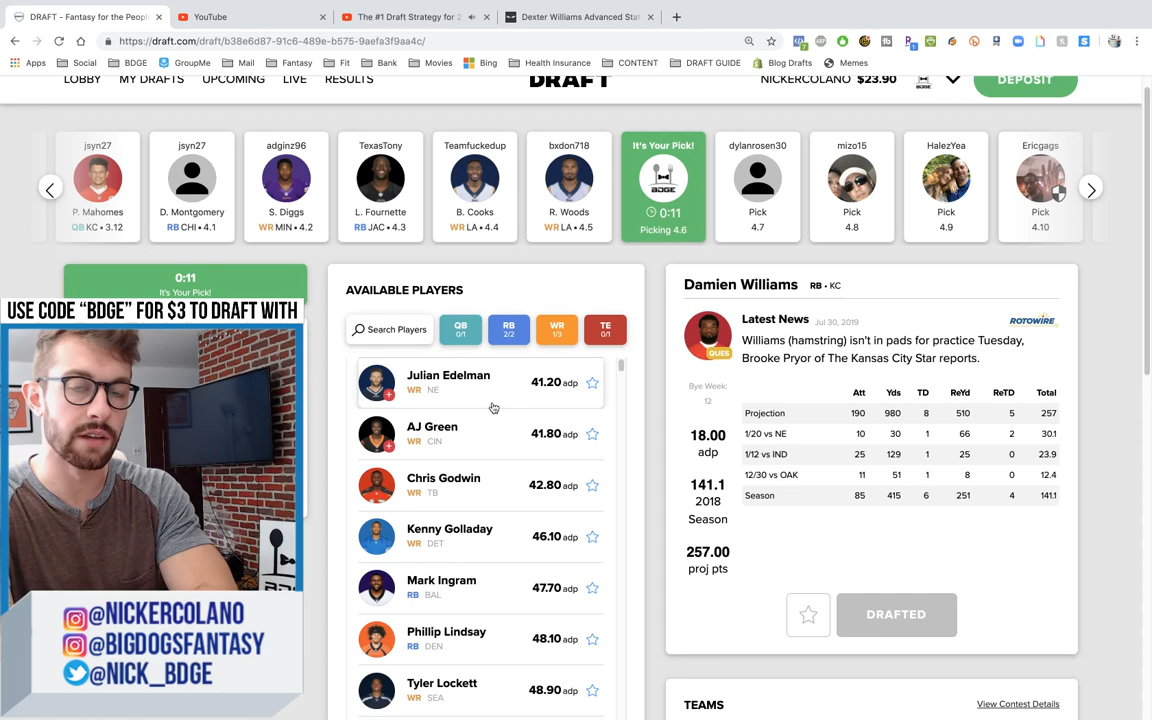 DRAFT - Fantasy for the Peopl
YouTube
The #1 Draft Strategy for 2
Dexter Williams Advanced Sta
https://draft.com/draft/b38e6d87-91c6-489e-b575-9aefa3f9aa4c/
Apps
Social
BDGE
GroupMe
Mail
Fantasy
Fit
Bank
Movies
Bing
Health Insurance
CONTENT
DRAFT GUIDE
Blog Drafts
Memes
LOBBY
MY DRAFTS
UPCOMING
LIVE
RESULTS
DRAFT
NICKERCOLANO $23.90
DEPOSIT
jsyn27
P. Mahomes
QB KC • 3.12
jsyn27
D. Montgomery
RB CHI • 4.1
adginz96
S. Diggs
WR MIN • 4.2
TexasTony
L. Fournette
RB JAC • 4.3
Teamfuckedup
B. Cooks
WR LA • 4.4
bxdon718
R. Woods
WR LA • 4.5
It's Your Pick!
BDGE
0:11
Picking 4.6
dylanrosen30
Pick
4.7
mizo15
Pick
4.8
HalezYea
Pick
4.9
Ericgags
Pick
4.10
0:11
It's Your Pick!
USE CODE "BDGE" FOR $3 TO DRAFT WITH
@NICKERCOLANO
@BIGDOGSFANTASY
@NICK_BDGE
AVAILABLE PLAYERS
Search Players
QB
0/1
RB
2/2
WR
1/3
TE
0/1
Julian Edelman
WR NE
41.20 adp
AJ Green
WR CIN
41.80 adp
Chris Godwin
WR TB
42.80 adp
Kenny Golladay
WR DET
46.10 adp
Mark Ingram
RB BAL
47.70 adp
Phillip Lindsay
RB DEN
48.10 adp
Tyler Lockett
WR SEA
48.90 adp
Damien Williams RB • KC
QUES
Latest News Jul 30, 2019
ROTOWIRE
Williams (hamstring) isn't in pads for practice Tuesday,
Brooke Pryor of The Kansas City Star reports.
Bye Week:
12
18.00
adp
141.1
2018
Season
257.00
proj pts
Att Yds TD ReYd ReTD Total
Projection 190 980 8 510 5 257
1/20 vs NE 10 30 1 66 2 30.1
1/12 vs IND 25 129 1 25 0 23.9
12/30 vs OAK 11 51 1 8 0 12.4
Season 85 415 6 251 4 141.1
DRAFTED
TEAMS
View Contest Details